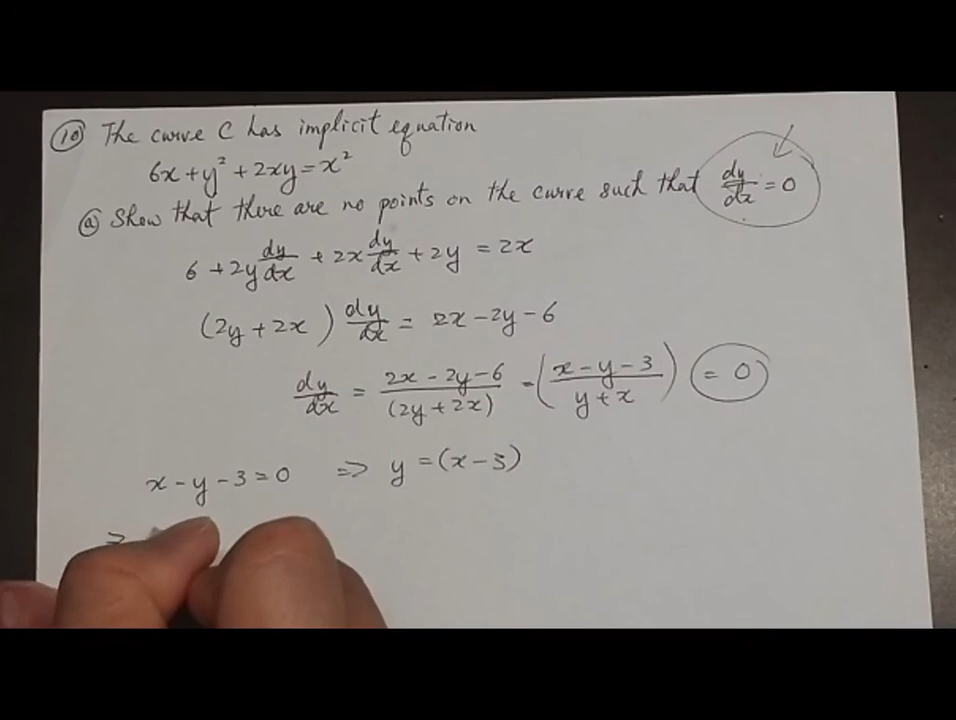 ⑩ The curve C has implicit equation
6x + y² + 2xy = x²
ⓐ Show that there are no points on the curve such that dy/dx = 0
6 + 2y dy/dx + 2x dy/dx + 2y = 2x
(2y + 2x) dy/dx = 2x - 2y - 6
dy/dx = (2x - 2y - 6)/(2y + 2x) = ((x - y - 3)/(y + x)) = 0
x - y - 3 = 0 => y = (x - 3)
=>